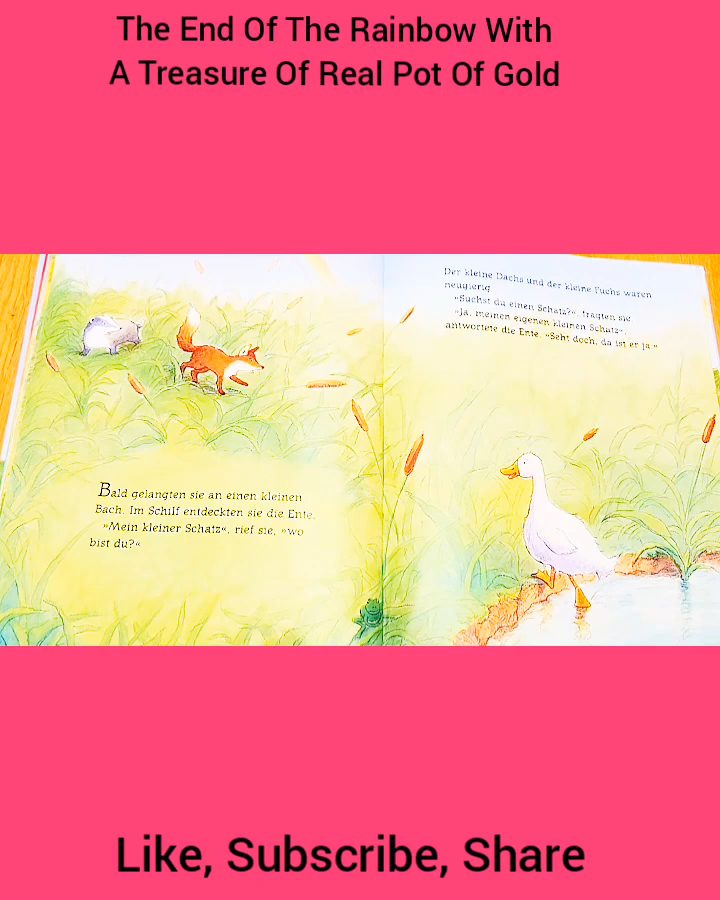 The End Of The Rainbow With
A Treasure Of Real Pot Of Gold
Bald gelangten sie an einen kleinen
Bach. Im Schilf entdeckten sie die Ente.
»Mein kleiner Schatz«, rief sie, »wo
bist du?«
Der kleine Dachs und der kleine Fuchs waren
neugierig.
»Suchst du einen Schatz?«, fragten sie.
»Ja, meinen eigenen kleinen Schatz«,
antwortete die Ente. »Seht doch, da ist er ja.«
Like, Subscribe, Share